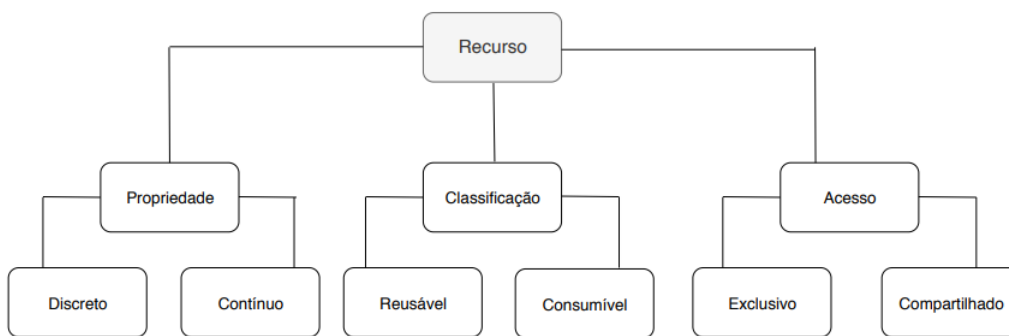 Recurso
Propriedade
Classificação
Acesso
Discreto
Contínuo
Reusável
Consumível
Exclusivo
Compartilhado